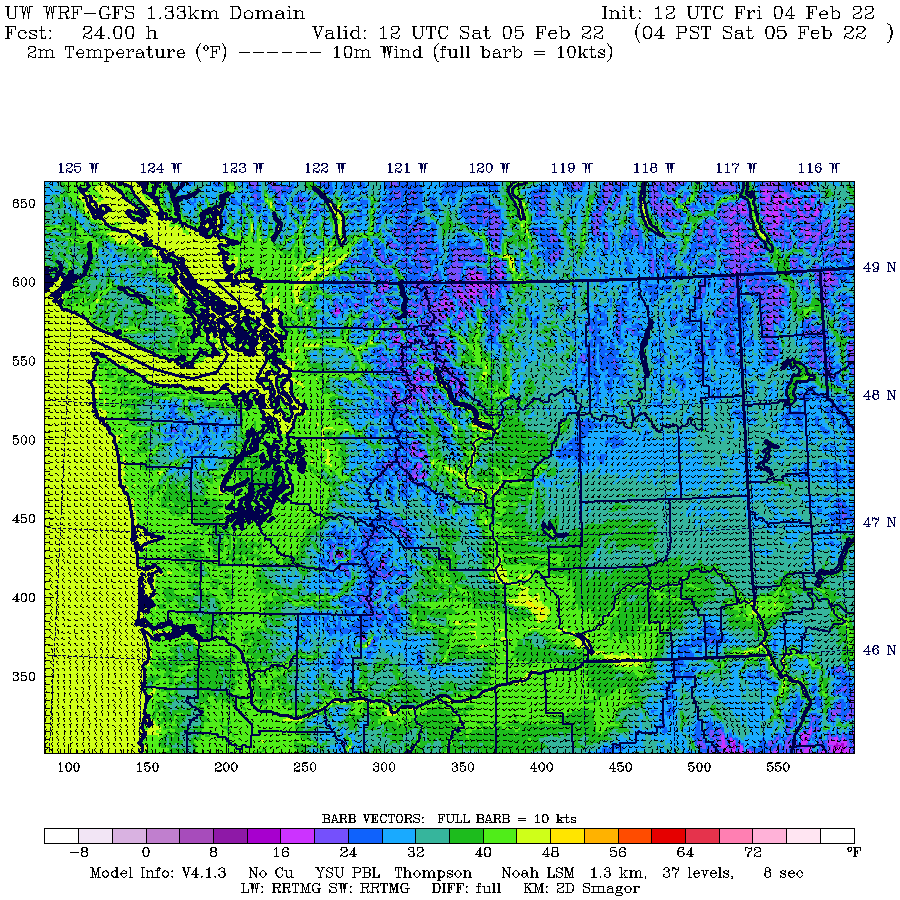 UW WRF-GFS 1.33km Domain Init: 12 UTC Fri 04 Feb 22
Fcst: 24.00 h Valid: 12 UTC Sat 05 Feb 22 (04 PST Sat 05 Feb 22 )
2m Temperature (°F) ------ 10m Wind (full barb = 10kts)
125 W 124 W 123 W 122 W 121 W 120 W 119 W 118 W 117 W 116 W
650
49 N
600
550
48 N
500
47 N
450
400
46 N
350
100 150 200 250 300 350 400 450 500 550
BARB VECTORS: FULL BARB = 10 kts
-8 0 8 16 24 32 40 48 56 64 72 °F
Model Info: V4.1.3 No Cu YSU PBL Thompson Noah LSM 1.3 km, 37 levels, 8 sec
LW: RRTMG SW: RRTMG DIFF: full KM: 2D Smagor